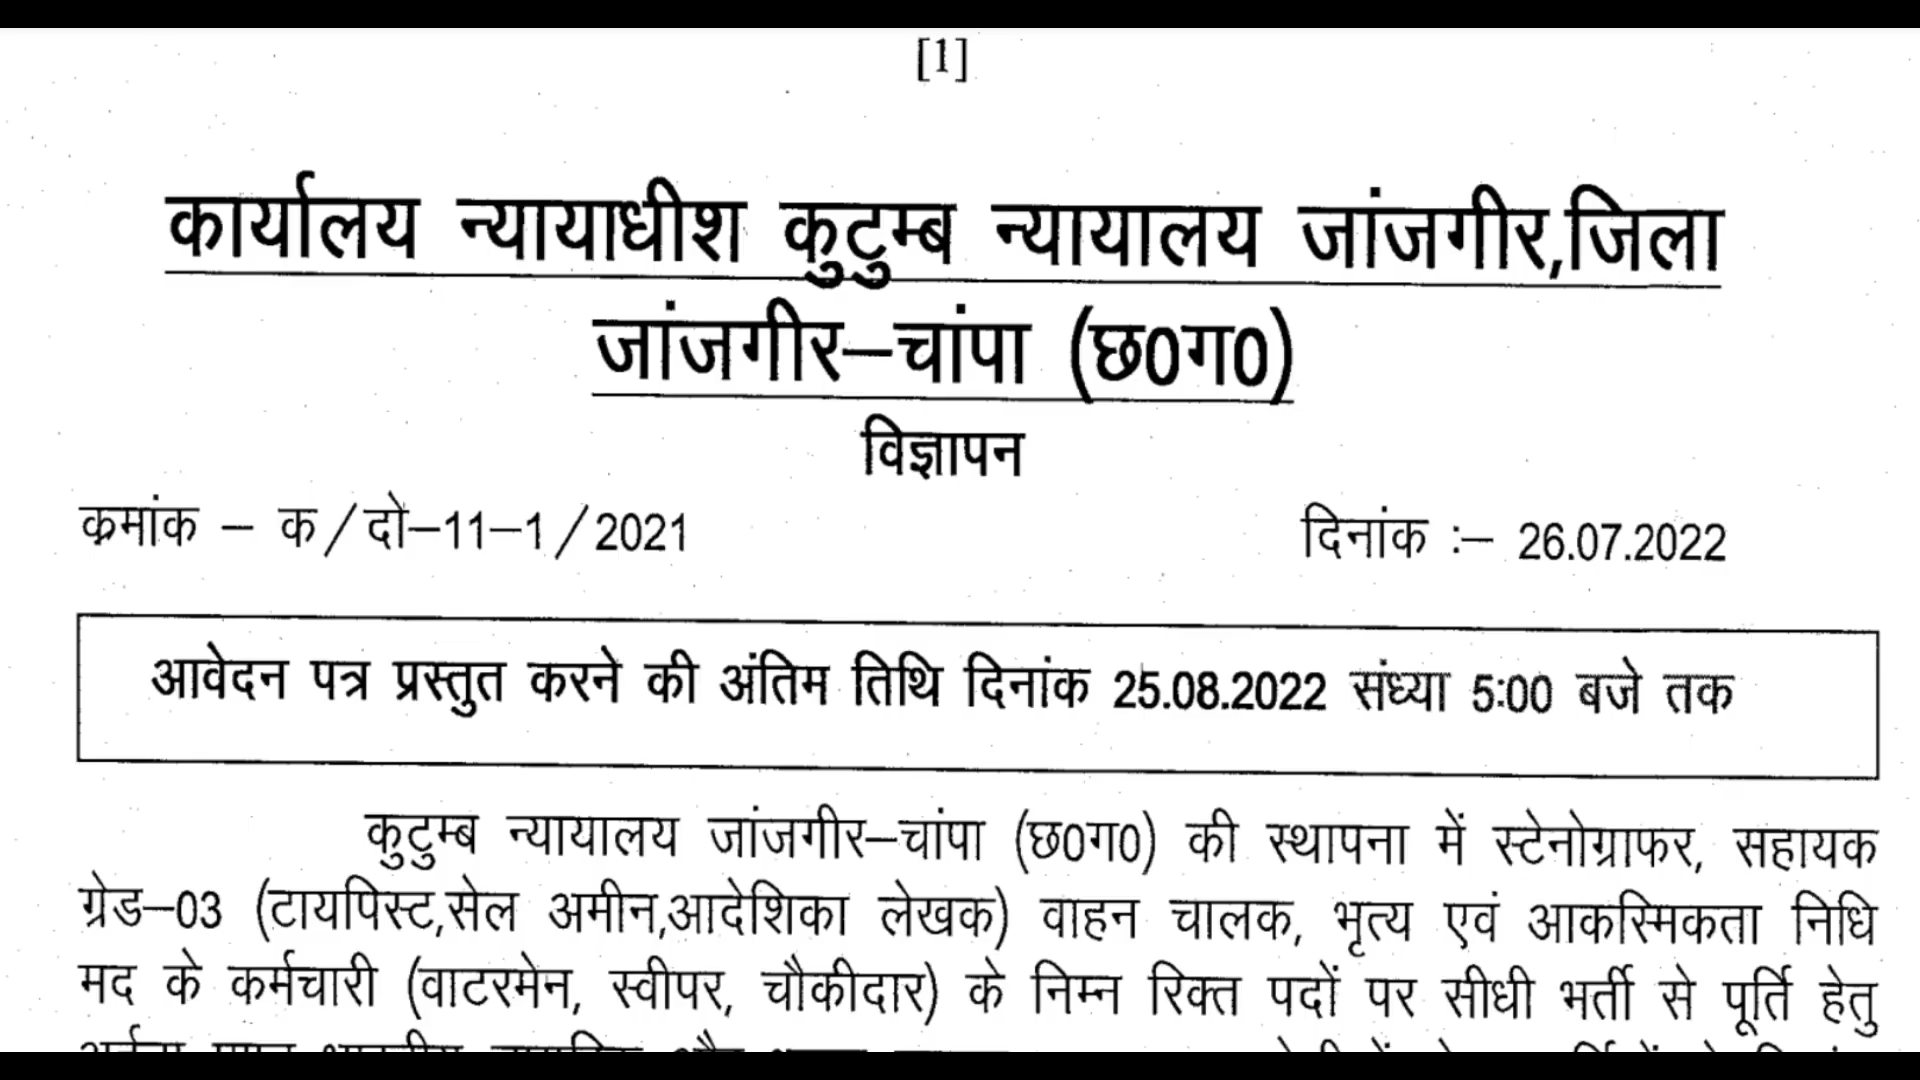 [1]
कार्यालय न्यायाधीश कुटुम्ब न्यायालय जांजगीर,जिला
जांजगीर–चांपा (छ0ग0)
विज्ञापन
क्रमांक – क/दो–11–1/2021 दिनांक :– 26.07.2022
आवेदन पत्र प्रस्तुत करने की अंतिम तिथि दिनांक 25.08.2022 संध्या 5:00 बजे तक
कुटुम्ब न्यायालय जांजगीर–चांपा (छ0ग0) की स्थापना में स्टेनोग्राफर, सहायक
ग्रेड–03 (टायपिस्ट,सेल अमीन,आदेशिका लेखक) वाहन चालक, भृत्य एवं आकस्मिकता निधि
मद के कर्मचारी (वाटरमेन, स्वीपर, चौकीदार) के निम्न रिक्त पदों पर सीधी भर्ती से पूर्ति हेतु